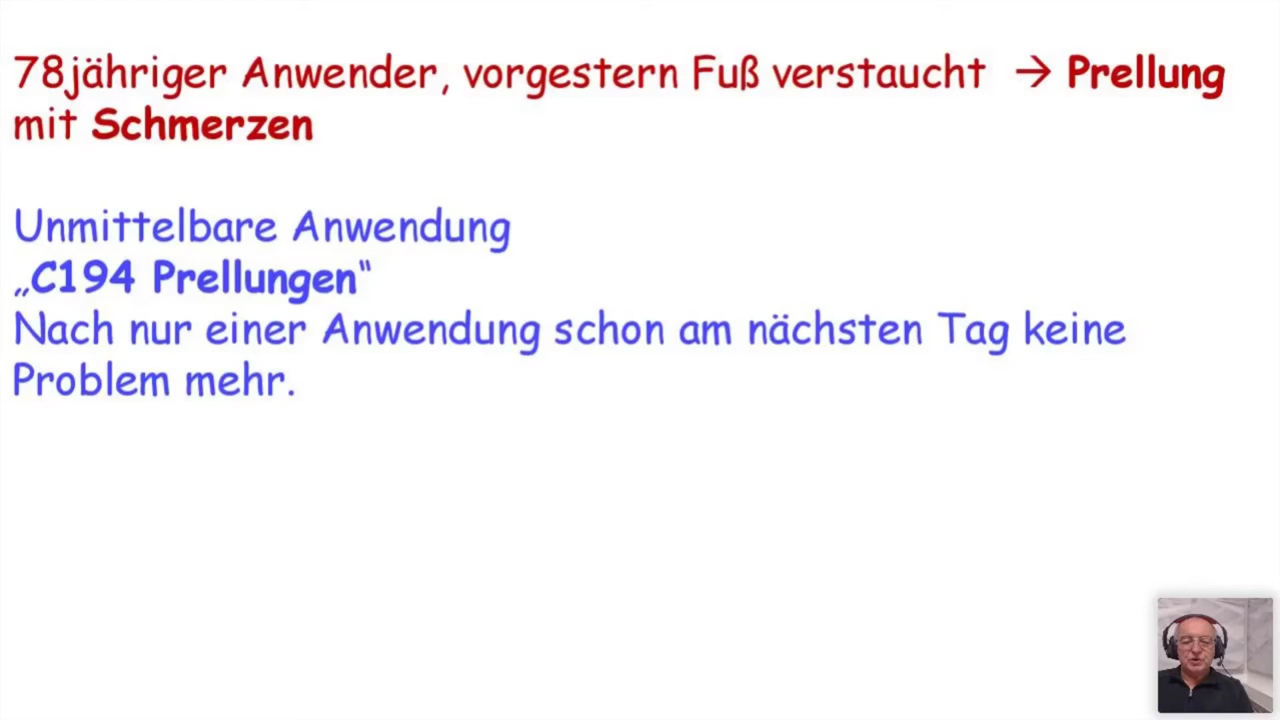 78jähriger Anwender, vorgestern Fuß verstaucht → Prellung
mit Schmerzen
Unmittelbare Anwendung
„C194 Prellungen“
Nach nur einer Anwendung schon am nächsten Tag keine
Problem mehr.